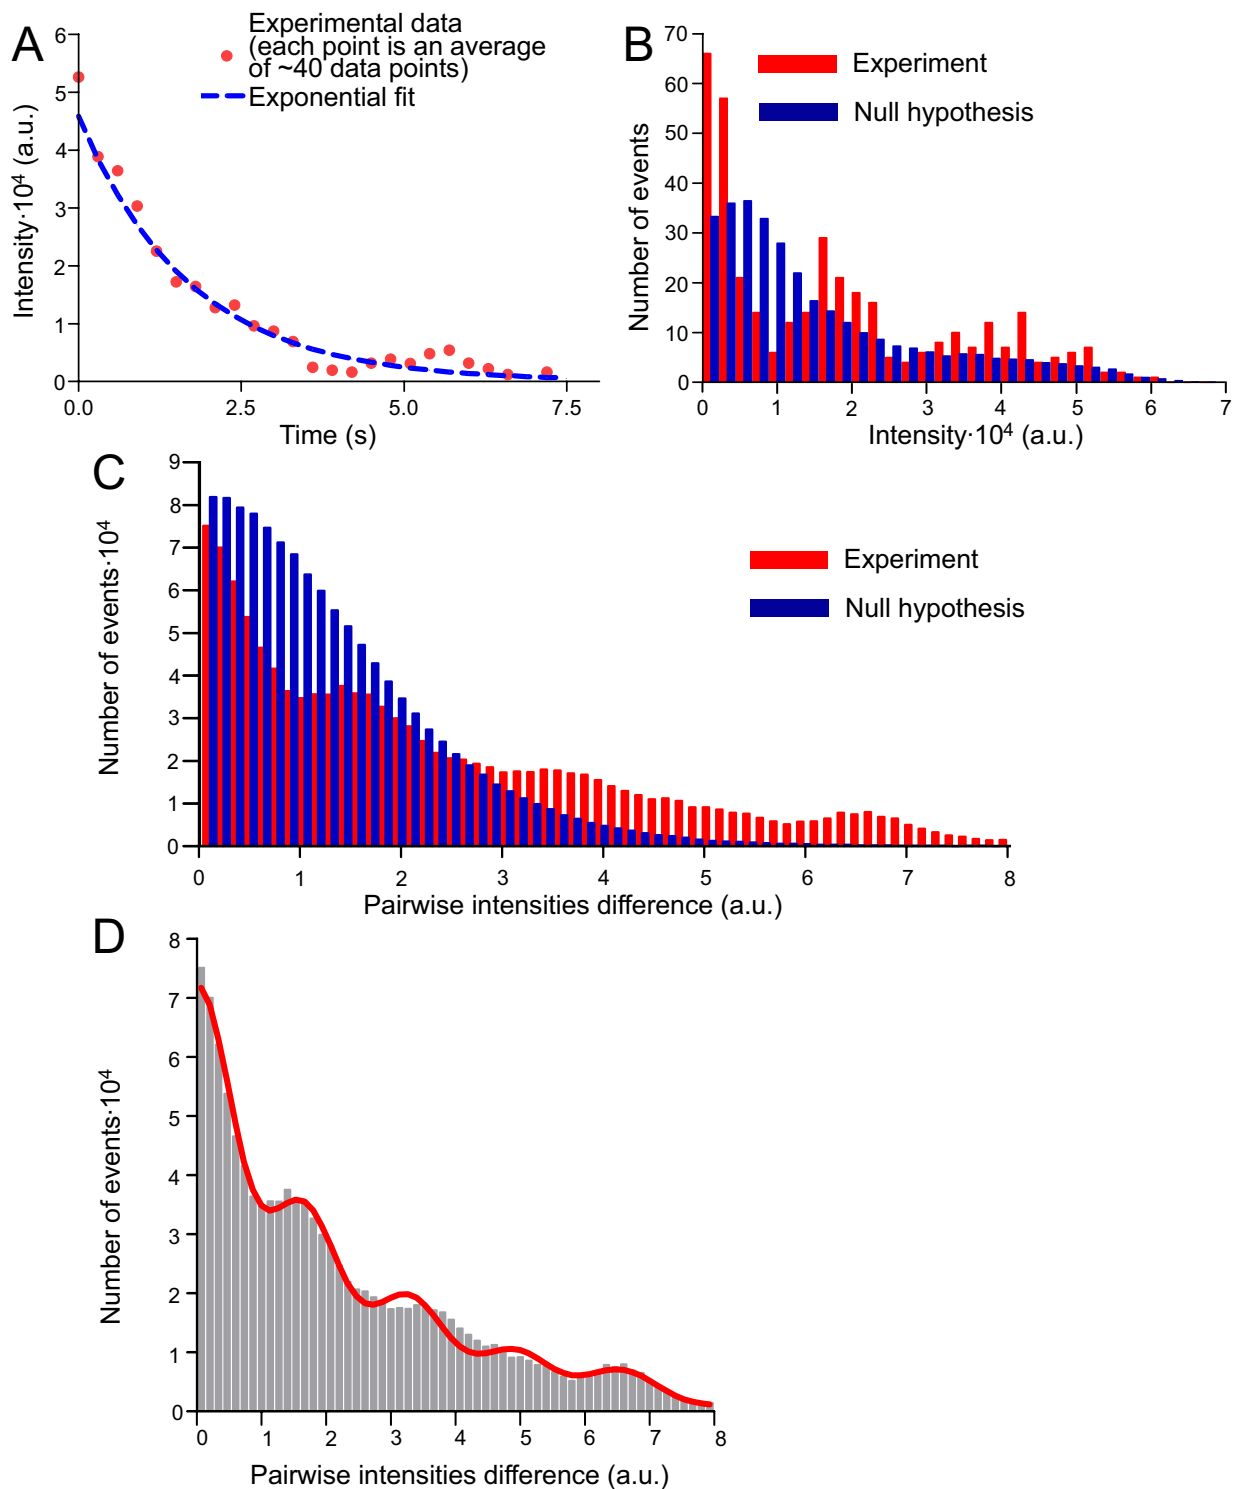 A
Experimental data
(each point is an average
of ~40 data points)
Exponential fit
Intensity·10⁴ (a.u.)
6
5
4
3
2
1
0
0.0 2.5 5.0 7.5
Time (s)
B
Experiment
Null hypothesis
Number of events
70
60
50
40
30
20
10
0
0 1 2 3 4 5 6 7
Intensity·10⁴ (a.u.)
C
Experiment
Null hypothesis
Number of events·10⁴
9
8
7
6
5
4
3
2
1
0
0 1 2 3 4 5 6 7 8
Pairwise intensities difference (a.u.)
D
Number of events·10⁴
8
7
6
5
4
3
2
1
0
0 1 2 3 4 5 6 7 8
Pairwise intensities difference (a.u.)